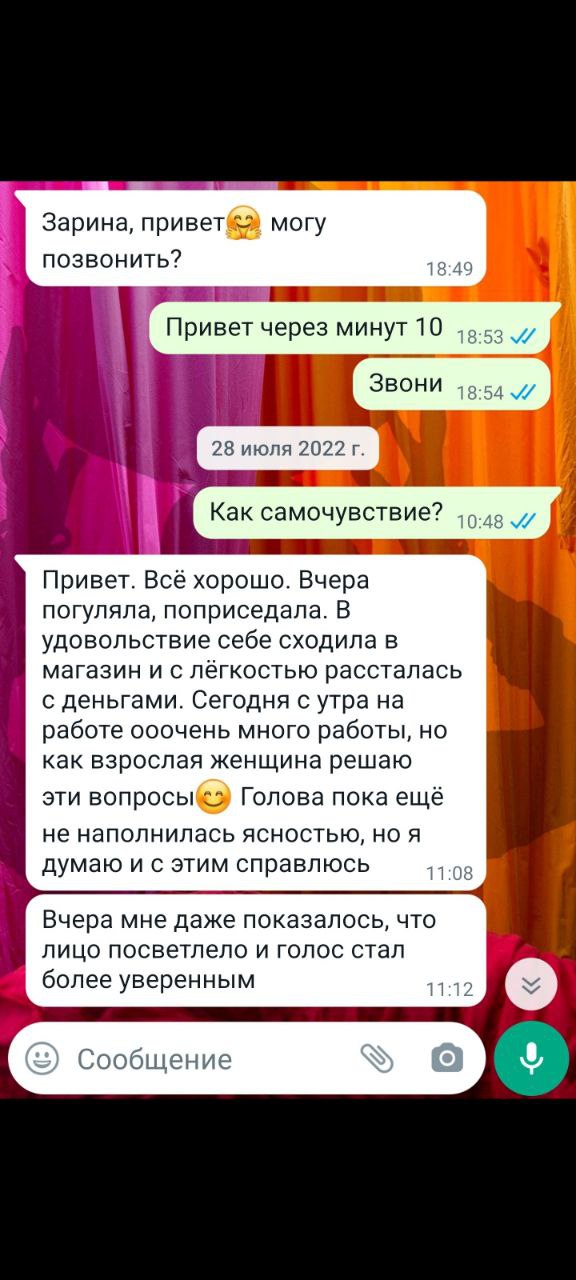 Зарина, привет🤗 могу
позвонить?
18:49
Привет через минут 10 18:53
Звони 18:54
28 июля 2022 г.
Как самочувствие? 10:48
Привет. Всё хорошо. Вчера
погуляла, поприседала. В
удовольствие себе сходила в
магазин и с лёгкостью рассталась
с деньгами. Сегодня с утра на
работе ооочень много работы, но
как взрослая женщина решаю
эти вопросы😊 Голова пока ещё
не наполнилась ясностью, но я
думаю и с этим справлюсь 11:08
Вчера мне даже показалось, что
лицо посветлело и голос стал
более уверенным 11:12
Сообщение